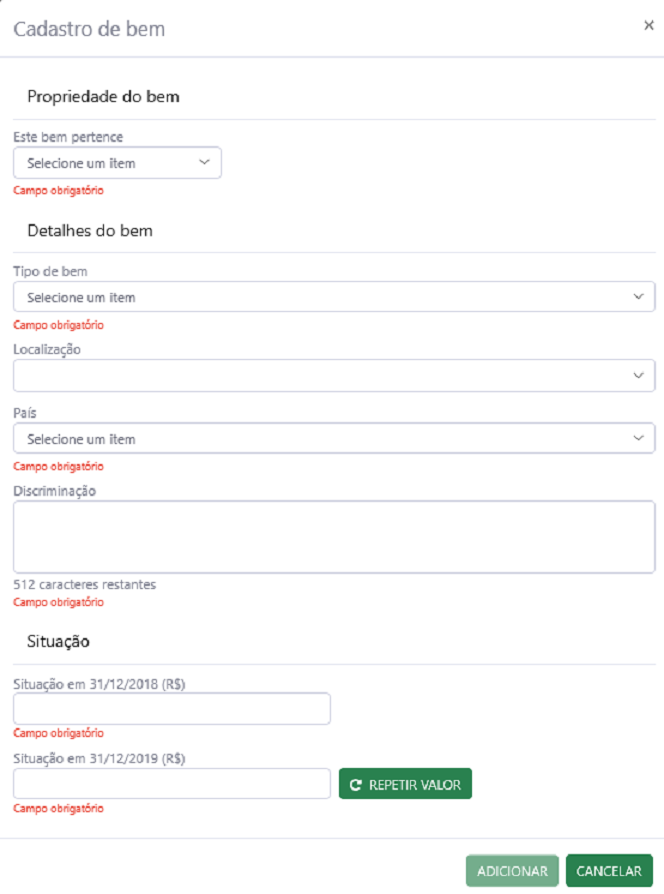 Cadastro de bem
×
Propriedade do bem
Este bem pertence
Selecione um item
Campo obrigatório
Detalhes do bem
Tipo de bem
Selecione um item
Campo obrigatório
Localização
País
Selecione um item
Campo obrigatório
Discriminação
512 caracteres restantes
Campo obrigatório
Situação
Situação em 31/12/2018 (R$)
Campo obrigatório
Situação em 31/12/2019 (R$)
REPETIR VALOR
Campo obrigatório
ADICIONAR CANCELAR